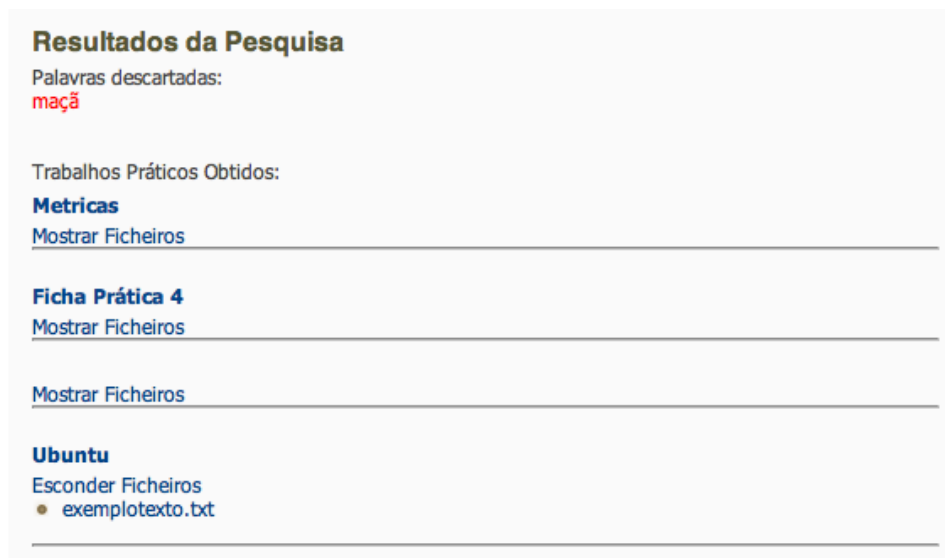 Resultados da Pesquisa
Palavras descartadas:
maçã
Trabalhos Práticos Obtidos:
Metricas
Mostrar Ficheiros
Ficha Prática 4
Mostrar Ficheiros
Mostrar Ficheiros
Ubuntu
Esconder Ficheiros
exemplotexto.txt